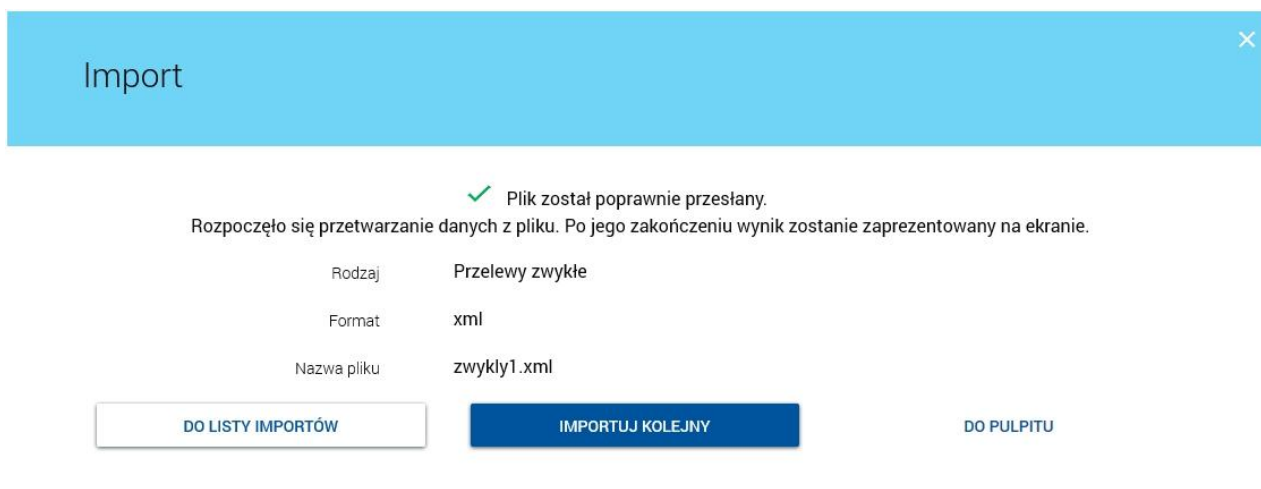 Import
Plik został poprawnie przesłany.
Rozpoczęło się przetwarzanie danych z pliku. Po jego zakończeniu wynik zostanie zaprezentowany na ekranie.
Rodzaj Przelewy zwykłe
Format xml
Nazwa pliku zwykly1.xml
DO LISTY IMPORTÓW IMPORTUJ KOLEJNY DO PULPITU